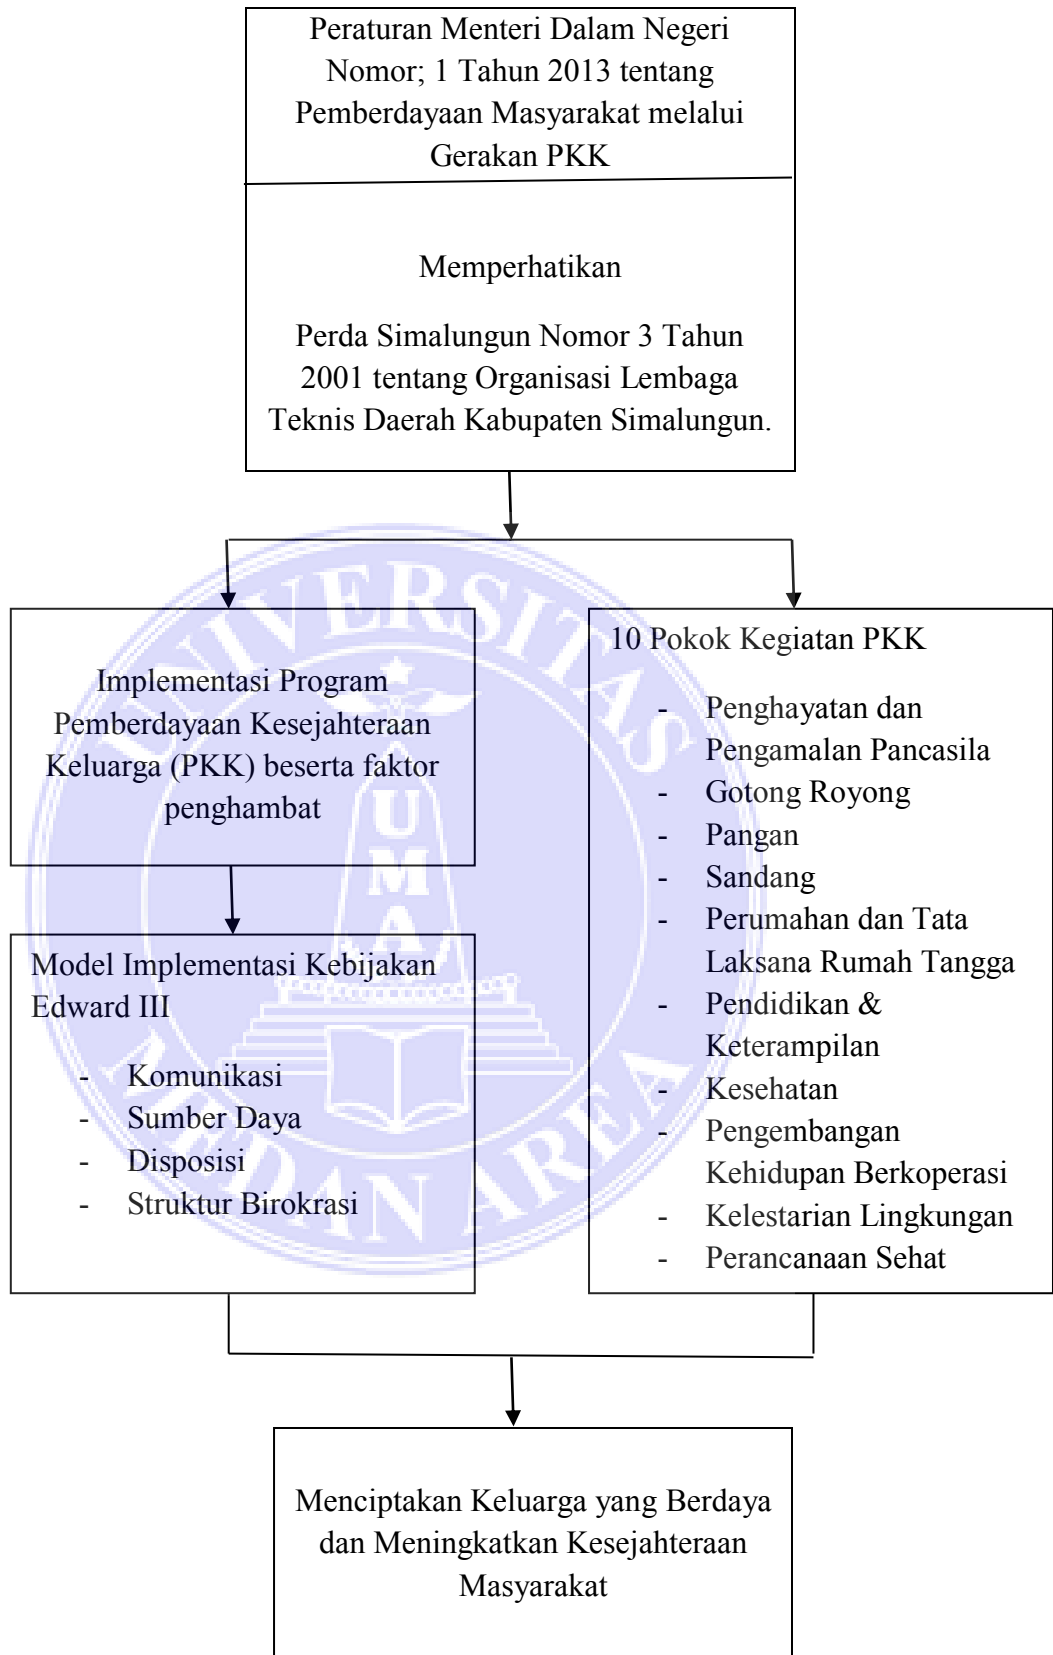 Peraturan Menteri Dalam Negeri
Nomor; 1 Tahun 2013 tentang
Pemberdayaan Masyarakat melalui
Gerakan PKK
Memperhatikan
Perda Simalungun Nomor 3 Tahun
2001 tentang Organisasi Lembaga
Teknis Daerah Kabupaten Simalungun.
Implementasi Program
Pemberdayaan Kesejahteraan
Keluarga (PKK) beserta faktor
penghambat
Model Implementasi Kebijakan
Edward III
- Komunikasi
- Sumber Daya
- Disposisi
- Struktur Birokrasi
10 Pokok Kegiatan PKK
- Penghayatan dan
Pengamalan Pancasila
- Gotong Royong
- Pangan
- Sandang
- Perumahan dan Tata
Laksana Rumah Tangga
- Pendidikan &
Keterampilan
- Kesehatan
- Pengembangan
Kehidupan Berkoperasi
- Kelestarian Lingkungan
- Perancanaan Sehat
Menciptakan Keluarga yang Berdaya
dan Meningkatkan Kesejahteraan
Masyarakat
UNIVERSITAS
MEDAN AREA
U
M
A